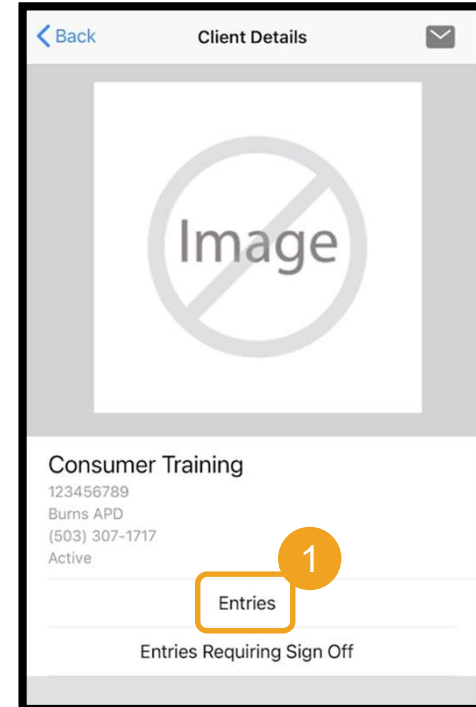 Back Client Details
Image
Consumer Training
123456789
Burns APD
(503) 307-1717
Active
1
Entries
Entries Requiring Sign Off